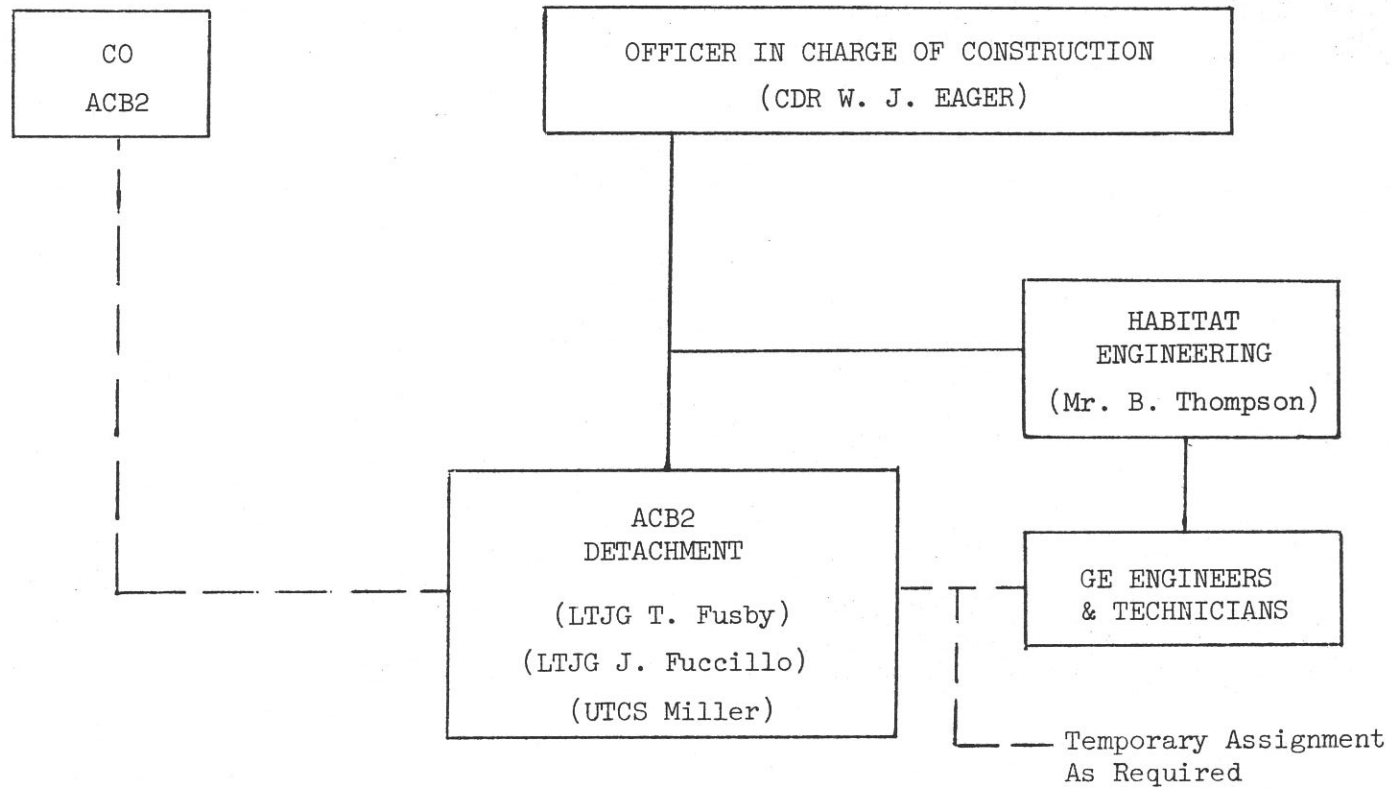 CO
ACB2
OFFICER IN CHARGE OF CONSTRUCTION
(CDR W. J. EAGER)
HABITAT
ENGINEERING
(Mr. B. Thompson)
ACB2
DETACHMENT
(LTJG T. Fusby)
(LTJG J. Fuccillo)
(UTCS Miller)
GE ENGINEERS
& TECHNICIANS
Temporary Assignment
As Required